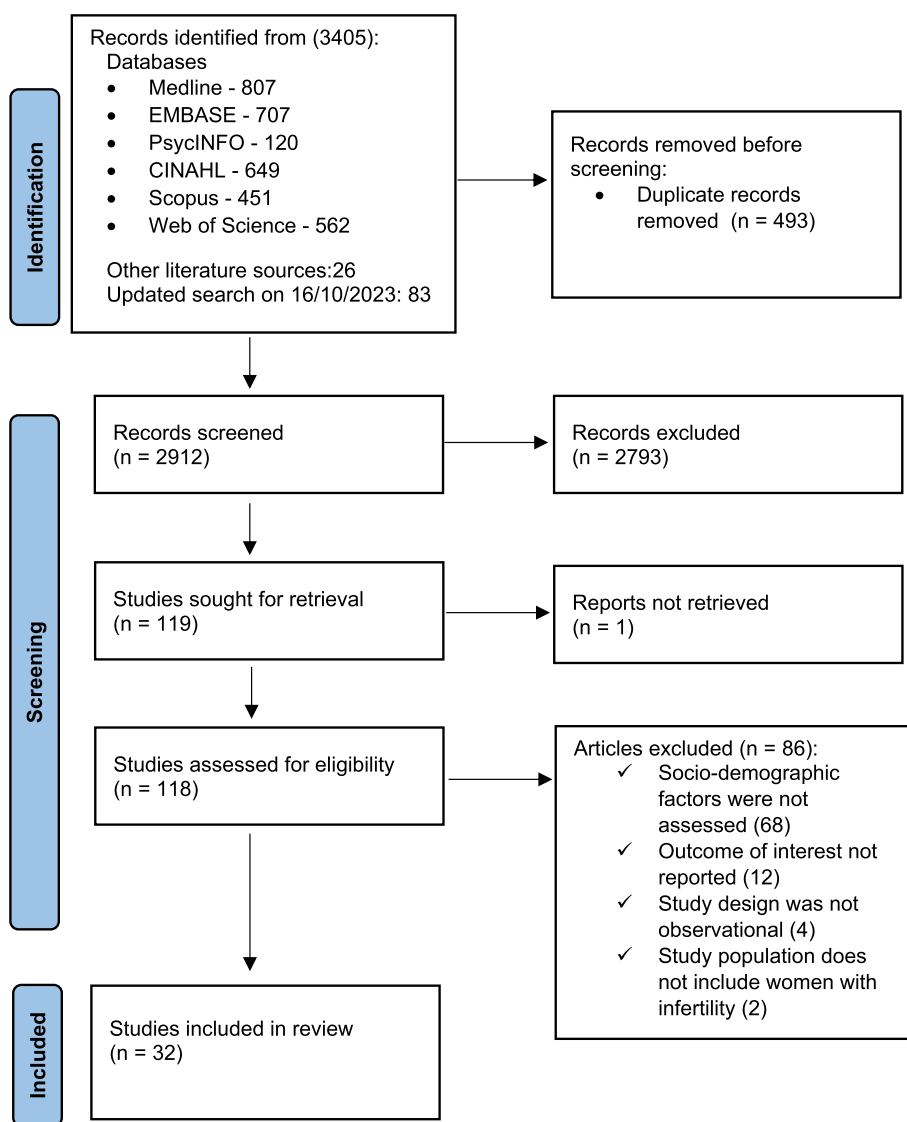 Identification
Records identified from (3405):
Databases
• Medline - 807
• EMBASE - 707
• PsycINFO - 120
• CINAHL - 649
• Scopus - 451
• Web of Science - 562
Other literature sources:26
Updated search on 16/10/2023: 83
Records removed before
screening:
• Duplicate records
removed (n = 493)
Screening
Records screened
(n = 2912)
Records excluded
(n = 2793)
Studies sought for retrieval
(n = 119)
Reports not retrieved
(n = 1)
Studies assessed for eligibility
(n = 118)
Articles excluded (n = 86):
✓ Socio-demographic
factors were not
assessed (68)
✓ Outcome of interest not
reported (12)
✓ Study design was not
observational (4)
✓ Study population does
not include women with
infertility (2)
Included
Studies included in review
(n = 32)